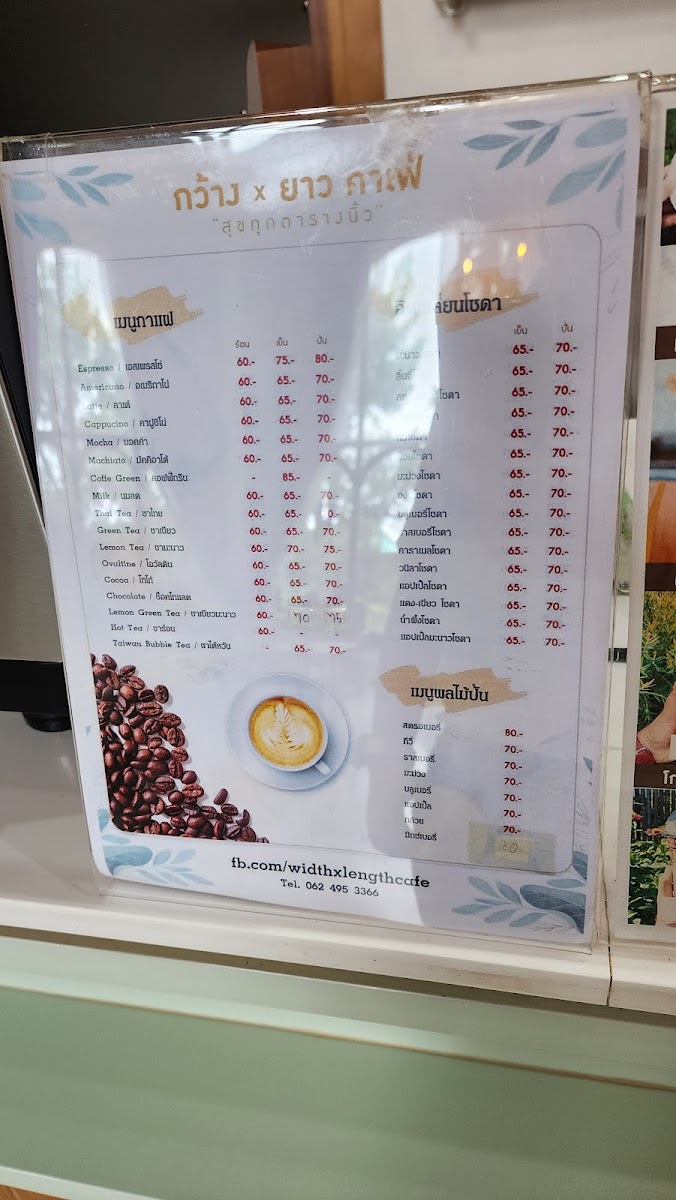 กว้าง x ยาว คาเฟ่
"สุขทุกตารางนิ้ว"
เมนูกาแฟ
ร้อน เย็น ปั่น
Espresso / เอสเพรสโซ่ 60.- 75.- 80.-
Americano / อเมริกาโน่ 60.- 65.- 70.-
Latte / ลาเต้ 60.- 65.- 70.-
Cappucino / คาปูชิโน่ 60.- 65.- 70.-
Mocha / มอคค่า 60.- 65.- 70.-
Machiato / มัคคิอาโต้ 60.- 65.- 70.-
Coffe Green / คอฟฟี่กรีน - 85.- -
Milk / นมสด 60.- 65.- 70.-
Thai Tea / ชาไทย 60.- 65.- 70.-
Green Tea / ชาเขียว 60.- 65.- 70.-
Lemon Tea / ชามะนาว 60.- 70.- 75.-
Ovaltine / โอวัลติน 60.- 65.- 70.-
Cocoa / โกโก้ 60.- 65.- 70.-
Chocolate / ช็อคโกแลต 60.- 65.- 70.-
Lemon Green Tea / ชาเขียวมะนาว 60.- 70 75
Hot Tea / ชาร้อน 60.- - -
Taiwan Bubble Tea / ชาไต้หวัน - 65.- 70.-
เย็น ปั่น
65.- 70.-
65.- 70.-
65.- 70.-
65.- 70.-
65.- 70.-
65.- 70.-
มะม่วงโซดา 65.- 70.-
65.- 70.-
65.- 70.-
ราสเบอรี่โซดา 65.- 70.-
คาราเมลโซดา 65.- 70.-
วนิลาโซดา 65.- 70.-
แอปเปิ้ลโซดา 65.- 70.-
แดง-เขียว โซดา 65.- 70.-
น้ำผึ้งโซดา 65.- 70.-
แอปเปิ้ลมะนาวโซดา 65.- 70.-
เมนูผลไม้ปั่น
สตรอเบอรี่ 80.-
กีวี 70.-
ราสเบอรี่ 70.-
มะม่วง 70.-
บลูเบอรี่ 70.-
แอปเปิ้ล 70.-
กล้วย 70.-
มิกซ์เบอรี่
fb.com/widthxlengthcafe
Tel. 062 495 3366